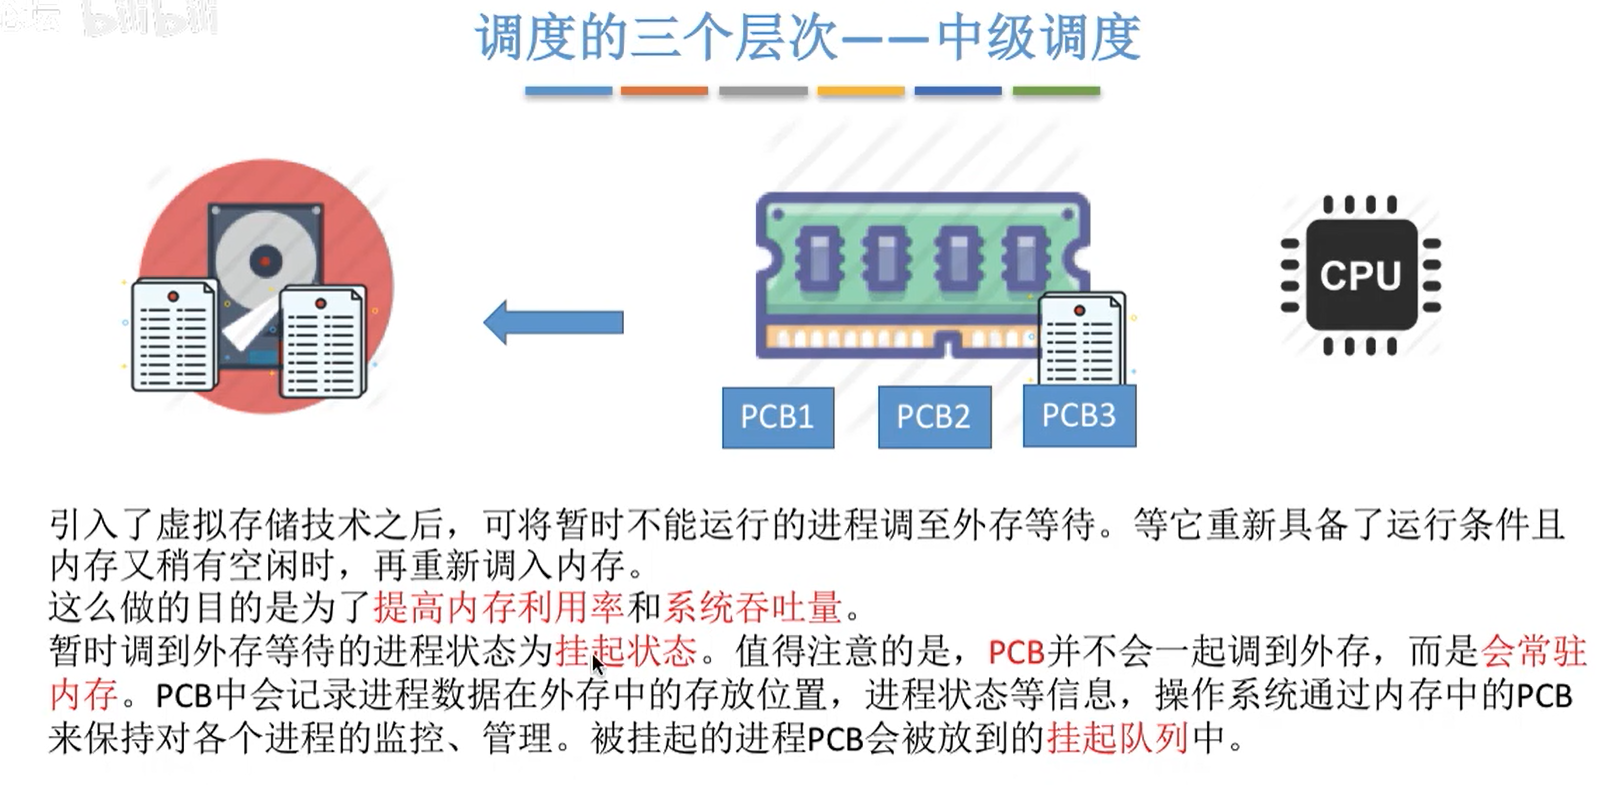 bilibili
调度的三个层次——中级调度
CPU
PCB1
PCB2
PCB3
引入了虚拟存储技术之后，可将暂时不能运行的进程调至外存等待。等它重新具备了运行条件且
内存又稍有空闲时，再重新调入内存。
这么做的目的是为了提高内存利用率和系统吞吐量。
暂时调到外存等待的进程状态为挂起状态。值得注意的是，PCB并不会一起调到外存，而是会常驻
内存。PCB中会记录进程数据在外存中的存放位置，进程状态等信息，操作系统通过内存中的PCB
来保持对各个进程的监控、管理。被挂起的进程PCB会被放到的挂起队列中。